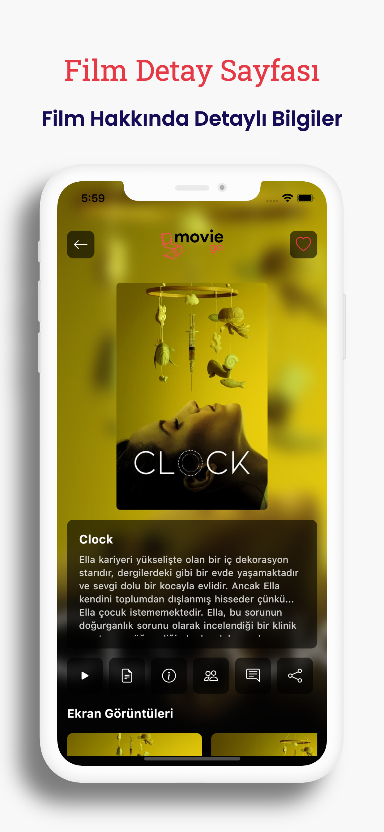 Film Detay Sayfası
Film Hakkında Detaylı Bilgiler
5:59
movie
CLOCK
Clock
Ella kariyeri yükselişte olan bir iç dekorasyon
starıdır, dergilerdeki gibi bir evde yaşamaktadır
ve sevgi dolu bir kocayla evlidir. Ancak Ella
kendini toplumdan dışlanmış hisseder çünkü...
Ella çocuk istememektedir. Ella, bu sorunun
doğurganlık sorunu olarak incelendiği bir klinik
Ekran Görüntüleri